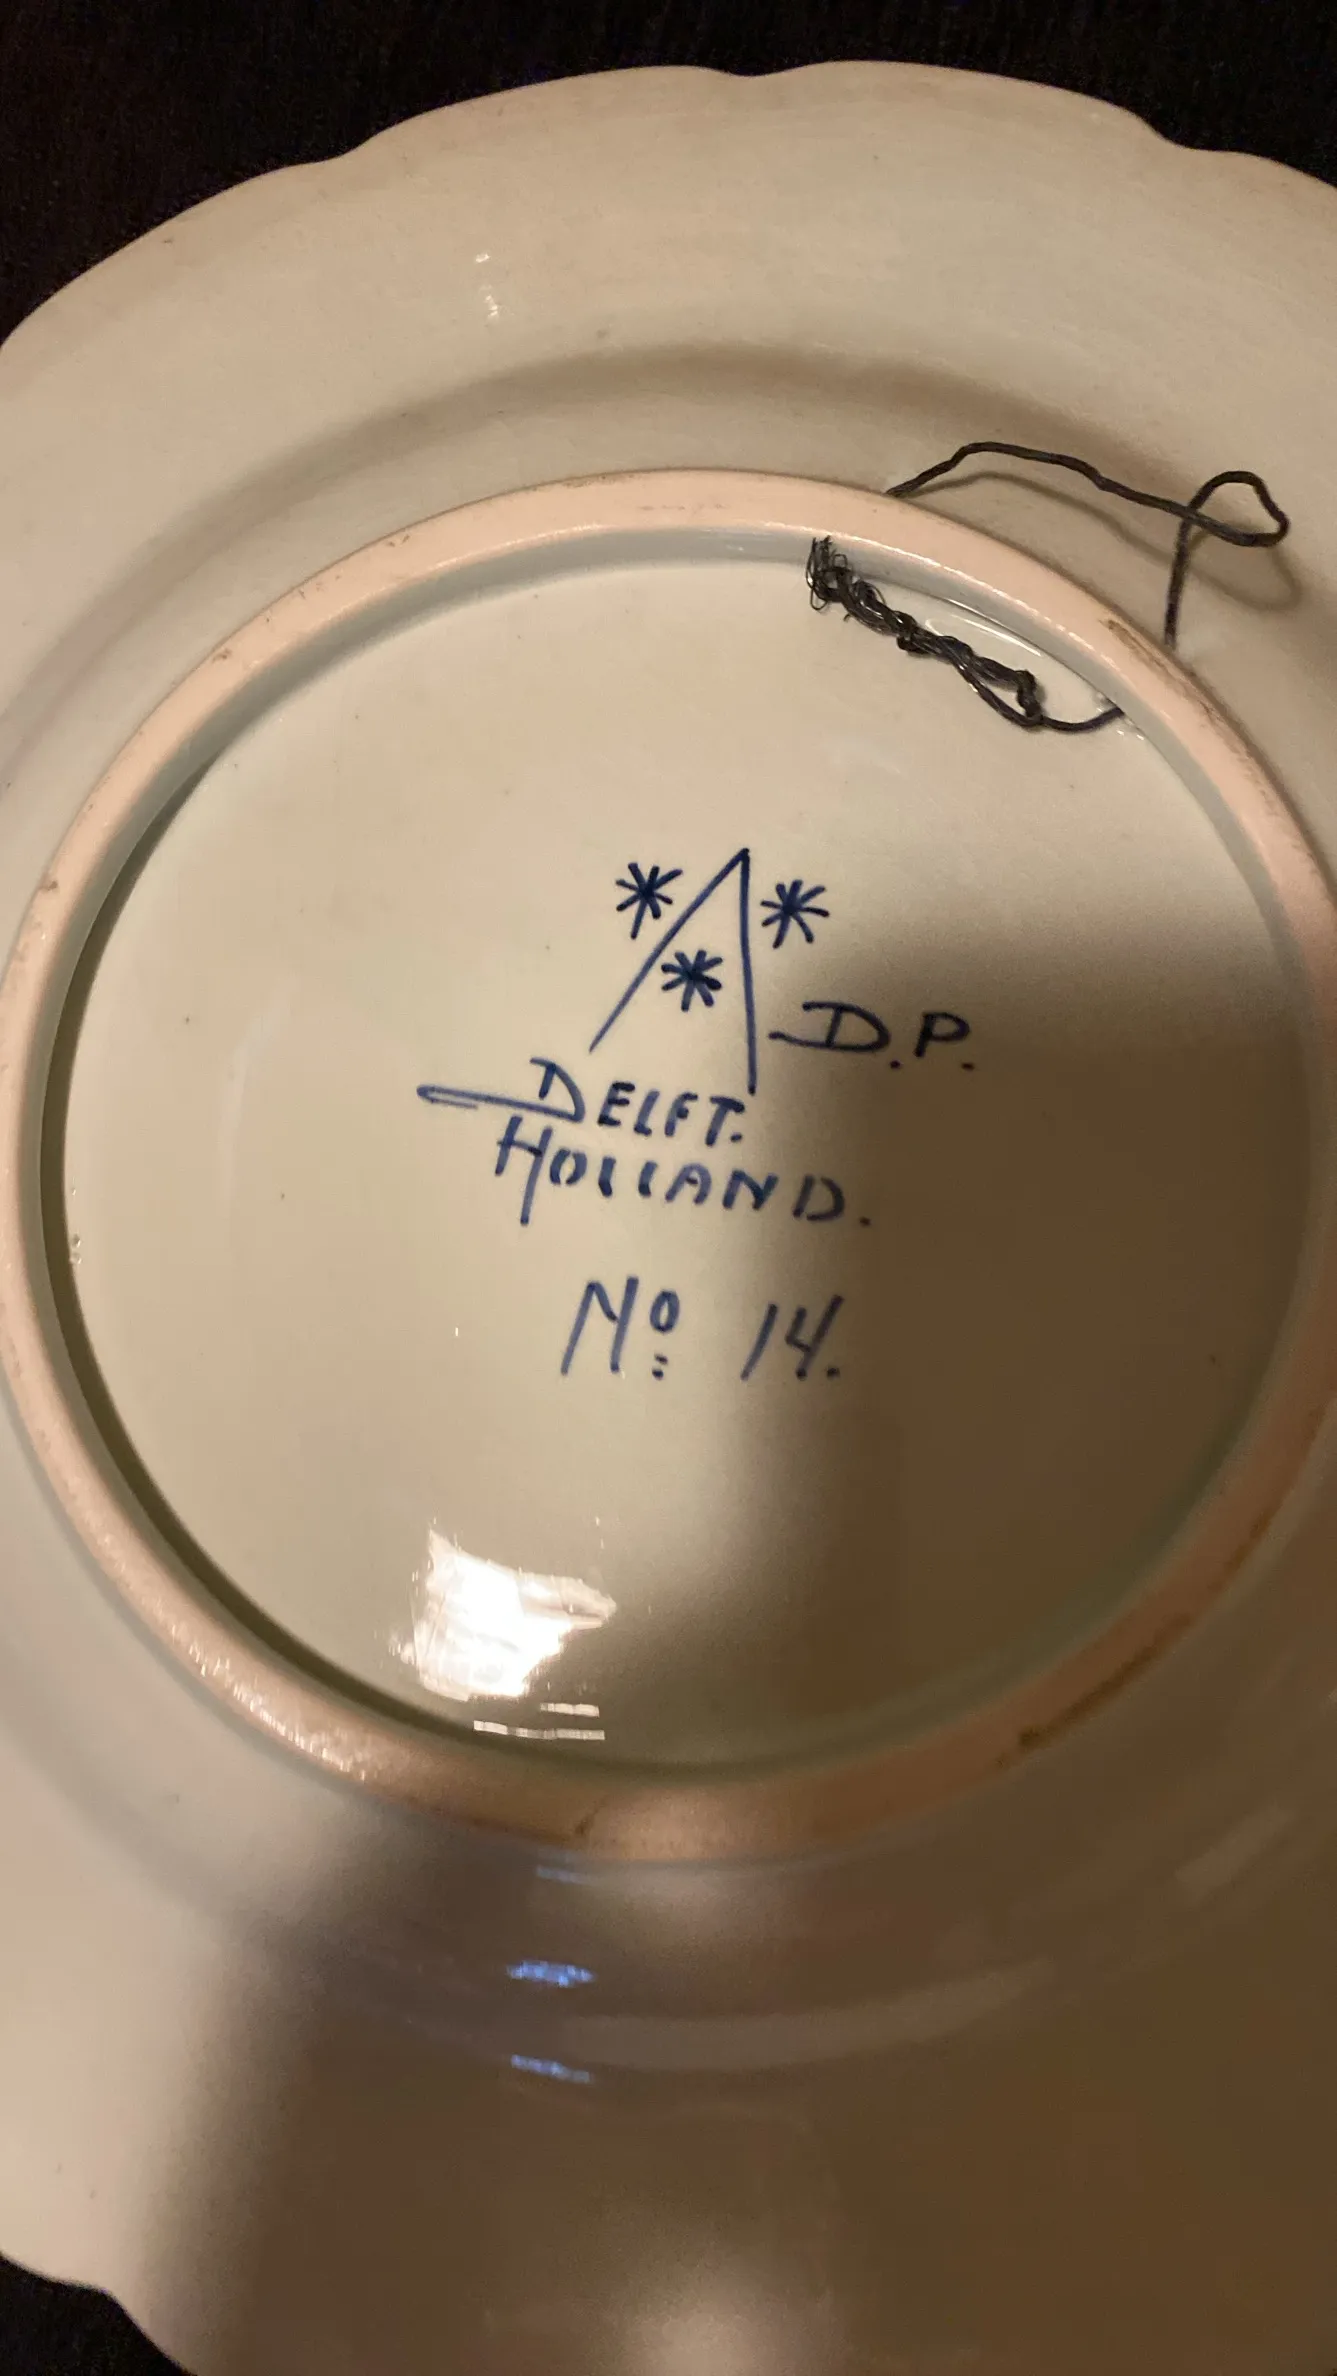 D.P.
DELFT.
HOLLAND.
No 14.